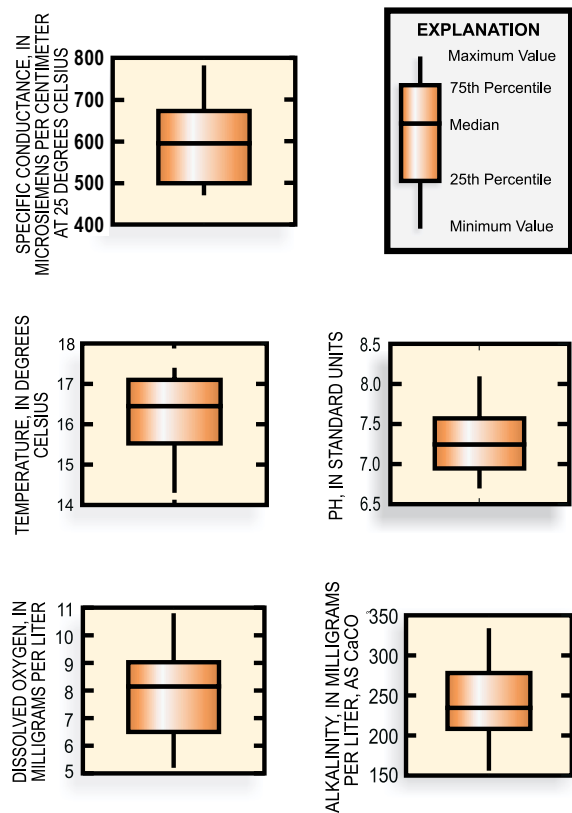 SPECIFIC CONDUCTANCE, IN
MICROSIEMENS PER CENTIMETER
AT 25 DEGREES CELSIUS
800
700
600
500
400
EXPLANATION
Maximum Value
75th Percentile
Median
25th Percentile
Minimum Value
TEMPERATURE, IN DEGREES
CELSIUS
18
17
16
15
14
PH, IN STANDARD UNITS
8.5
8.0
7.5
7.0
6.5
DISSOLVED OXYGEN, IN
MILLIGRAMS PER LITER
11
10
9
8
7
6
5
ALKALINITY, IN MILLIGRAMS
PER LITER, AS CaCO
350
300
250
200
150